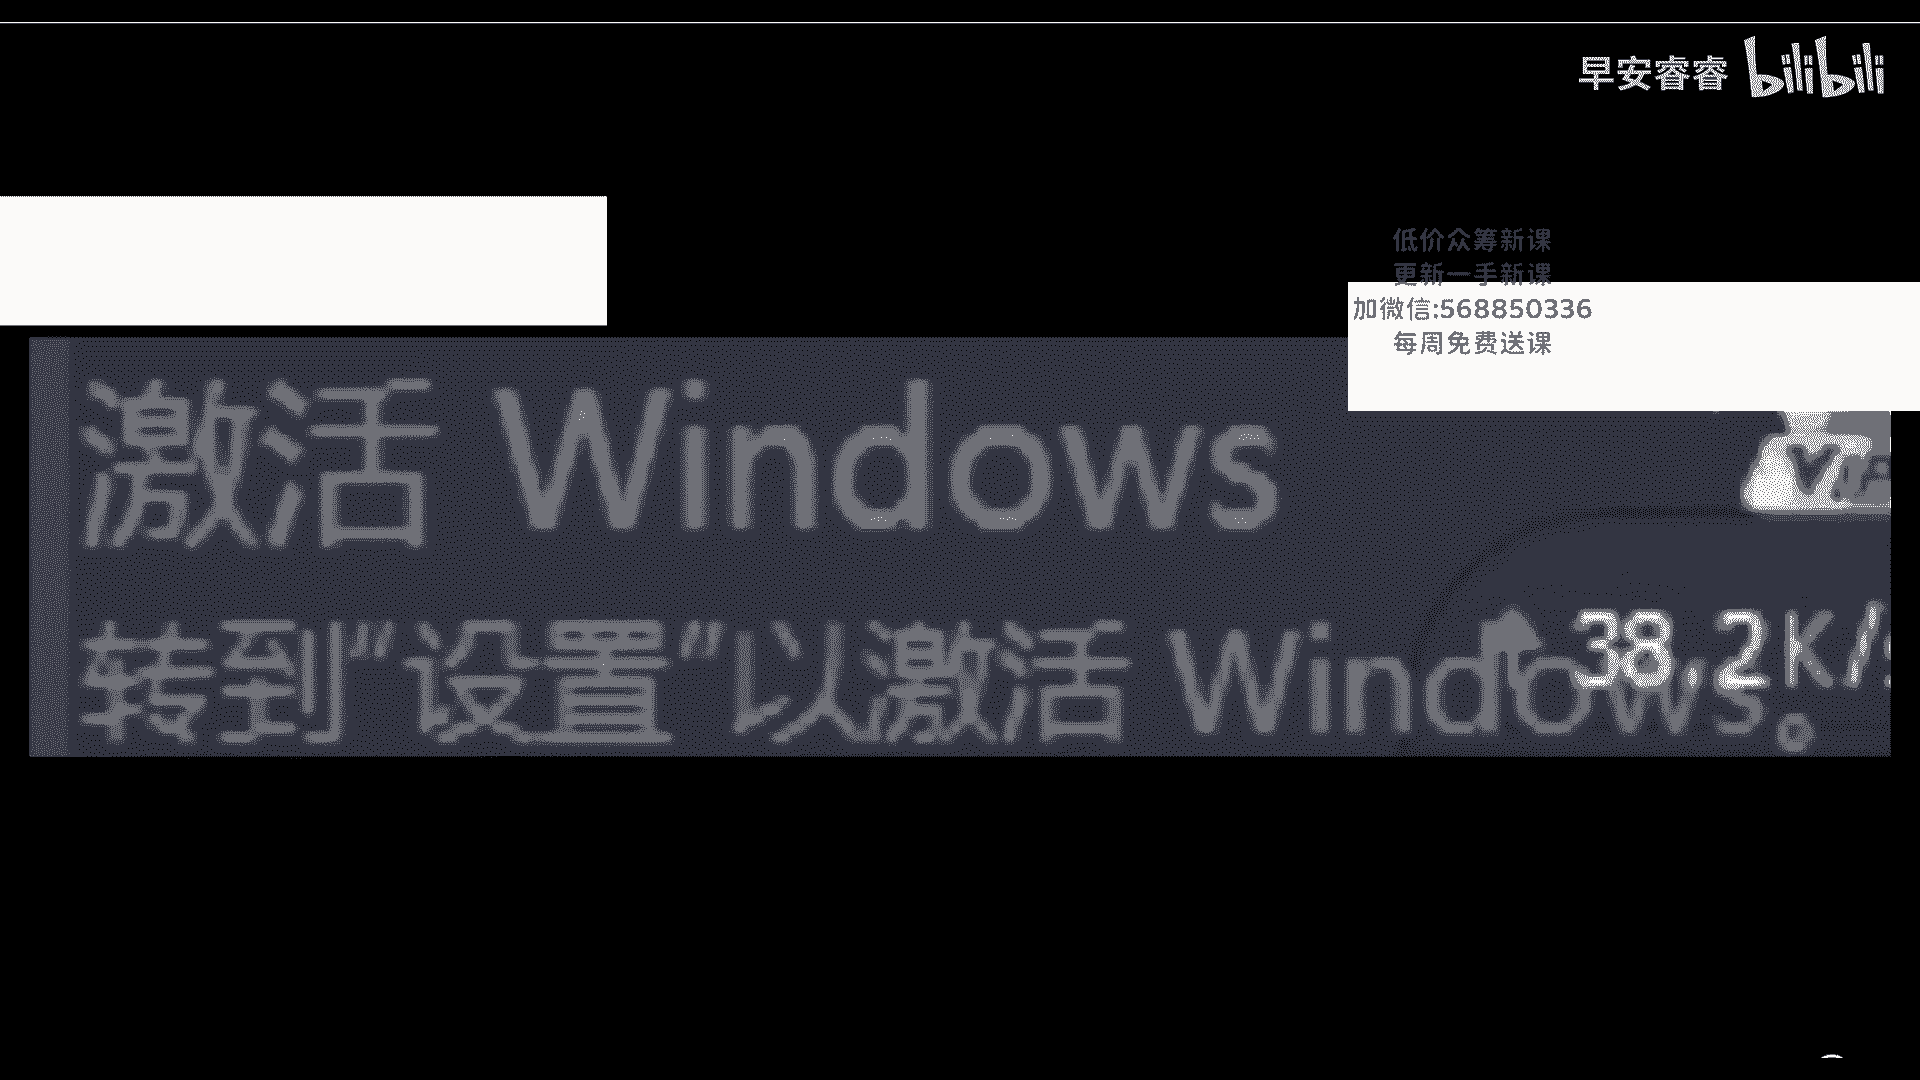 早安睿睿 bilibili
低价众筹新课
更新一手新课
加微信:568850336
每周免费送课
激活 Windows
VIP
转到"设置"以激活 Windows。
38.2K/s